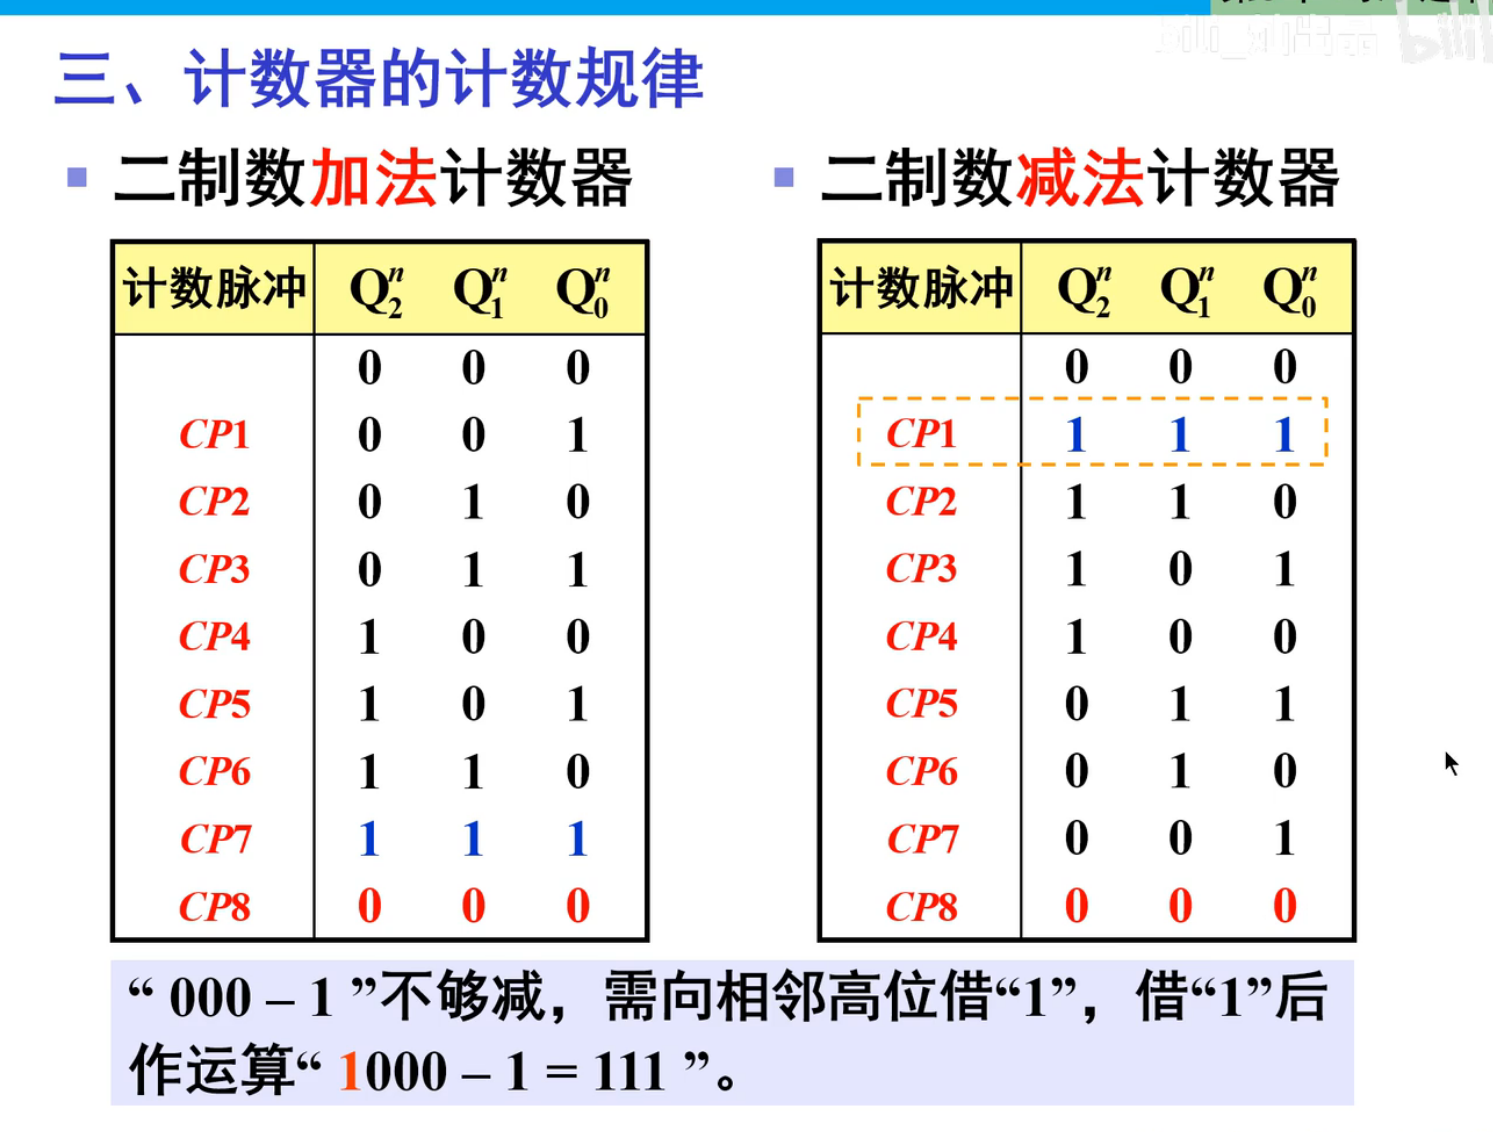 三、计数器的计数规律
二制数加法计数器
计数脉冲 Q₂ⁿ Q₁ⁿ Q₀ⁿ
0 0 0
CP1 0 0 1
CP2 0 1 0
CP3 0 1 1
CP4 1 0 0
CP5 1 0 1
CP6 1 1 0
CP7 1 1 1
CP8 0 0 0
二制数减法计数器
计数脉冲 Q₂ⁿ Q₁ⁿ Q₀ⁿ
0 0 0
CP1 1 1 1
CP2 1 1 0
CP3 1 0 1
CP4 1 0 0
CP5 0 1 1
CP6 0 1 0
CP7 0 0 1
CP8 0 0 0
“ 000 – 1 ”不够减，需向相邻高位借“1”，借“1”后
作运算“ 1000 – 1 = 111 ”。